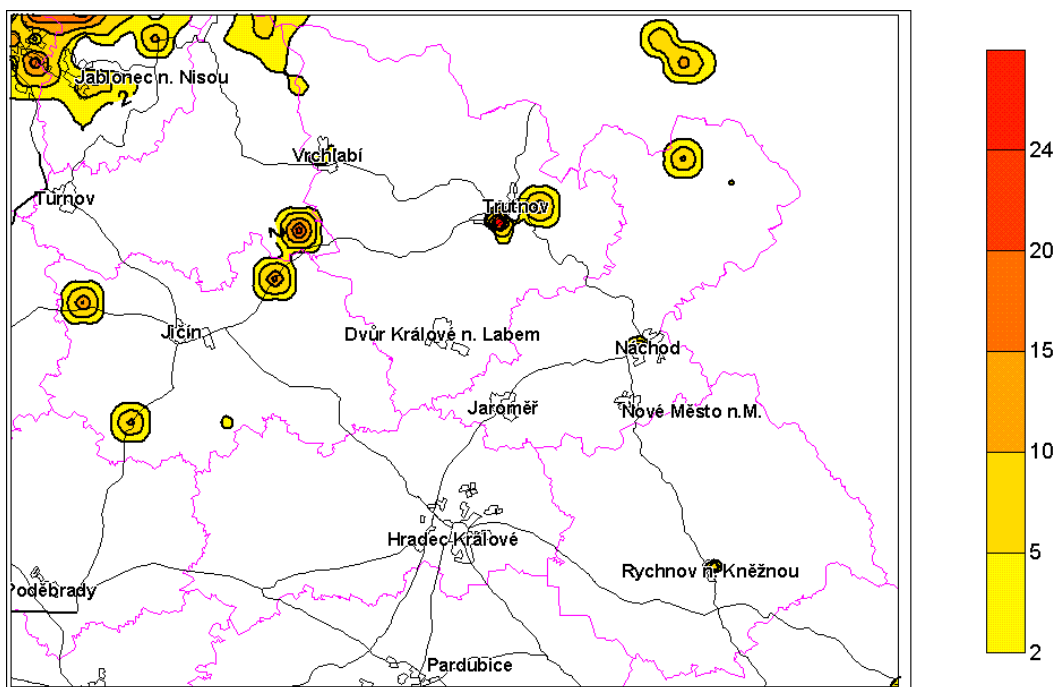 Jablonec n. Nisou
2
Vrchlabí
24
Turnov
Trutnov
2
20
Jičín
Dvůr Králové n. Labem
Náchod
15
Jaroměř
Nové Město n.M.
10
Hradec Králové
5
Rychnov n. Kněžnou
Poděbrady
Pardubice
2